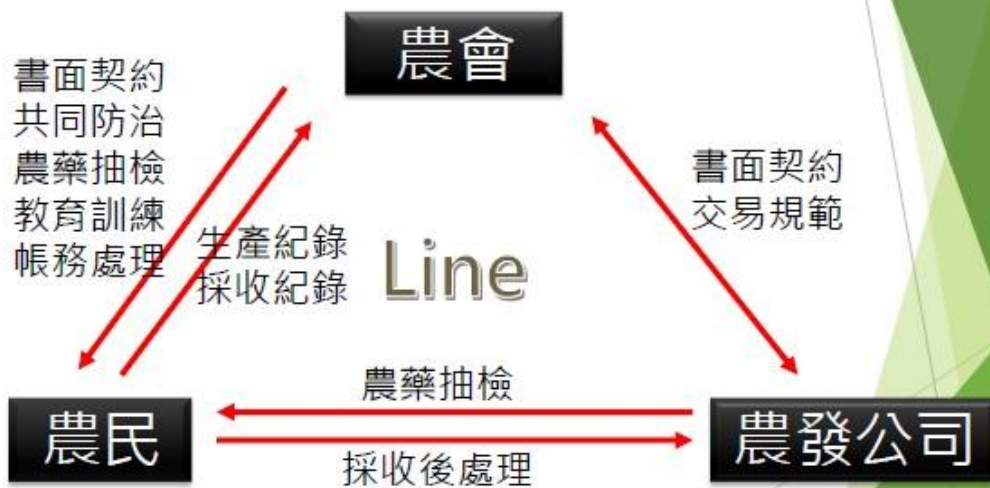 農會
書面契約
共同防治
農藥抽檢
教育訓練
帳務處理
生產紀錄
採收紀錄
Line
書面契約
交易規範
農藥抽檢
農民
農發公司
採收後處理